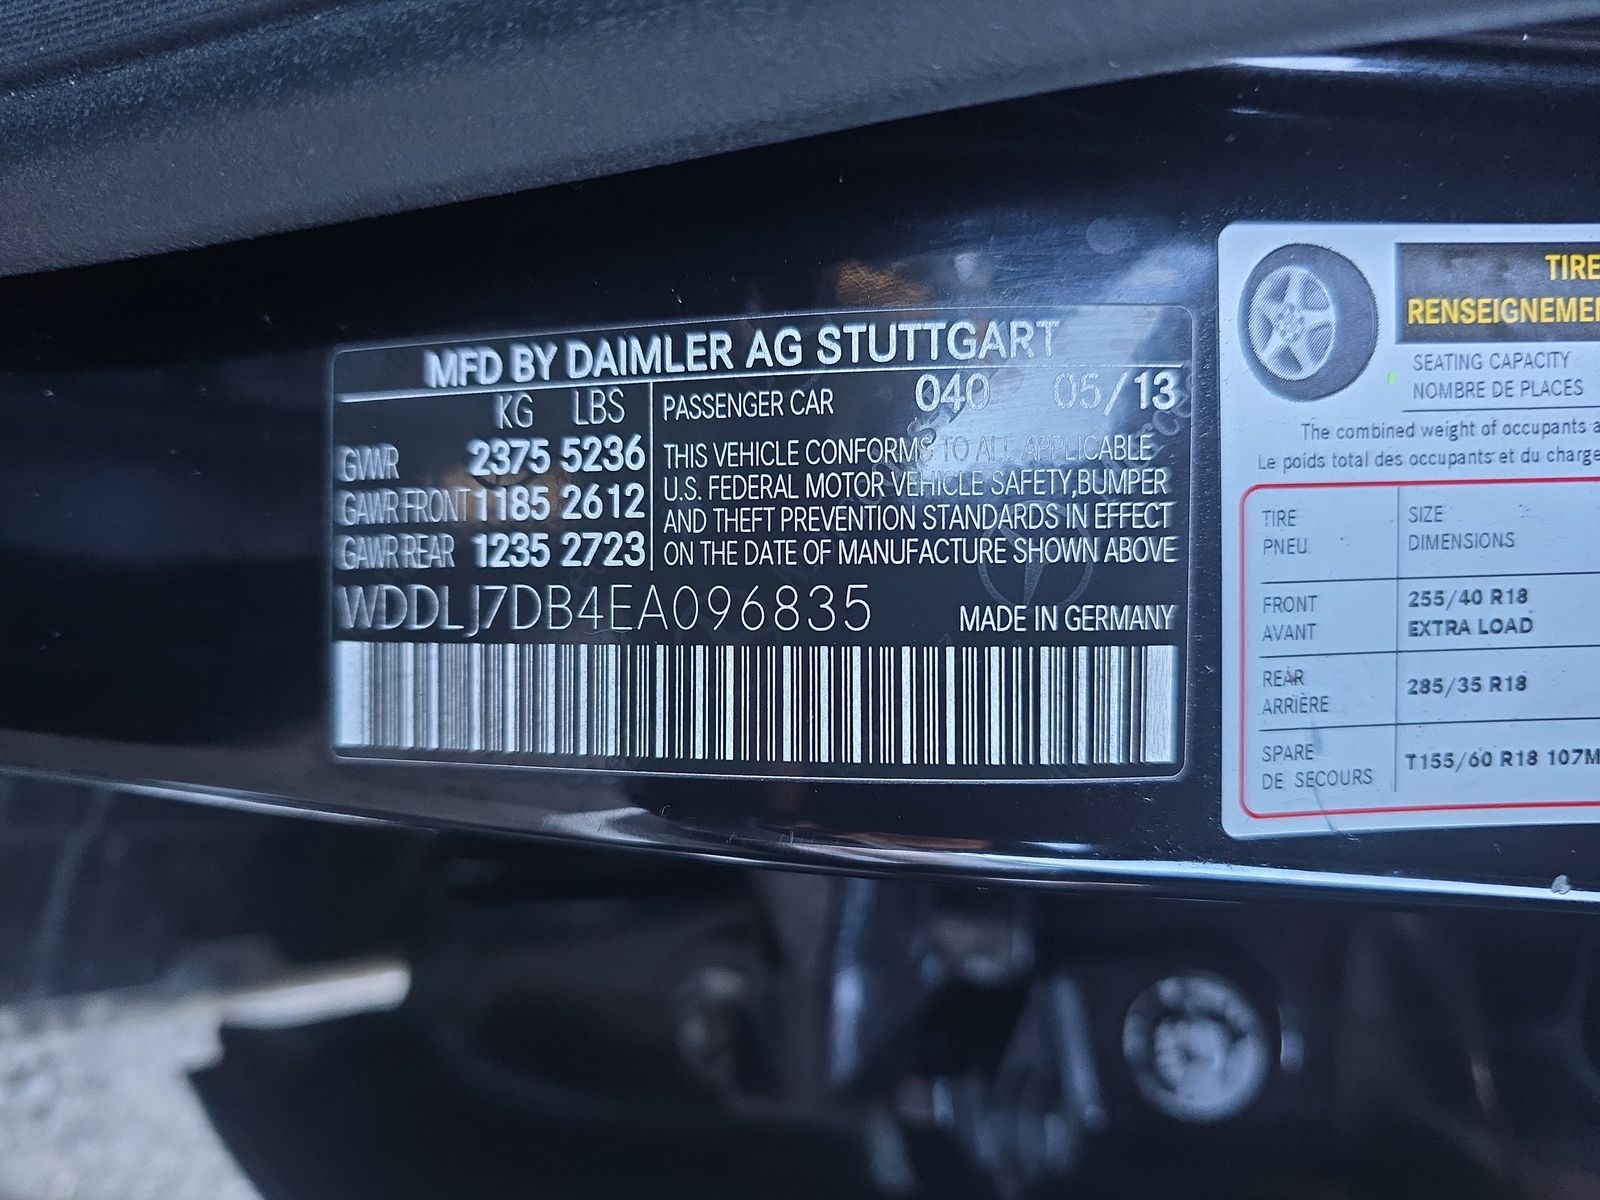 MFD BY DAIMLER AG STUTTGART
KG LBS
GVWR 2375 5236
GAWR FRONT 1185 2612
GAWR REAR 1235 2723
PASSENGER CAR 040 05/13
THIS VEHICLE CONFORMS TO ALL APPLICABLE
U.S. FEDERAL MOTOR VEHICLE SAFETY,BUMPER
AND THEFT PREVENTION STANDARDS IN EFFECT
ON THE DATE OF MANUFACTURE SHOWN ABOVE
WDDLJ7DB4EA096835
MADE IN GERMANY
TIRE
SEATING CAPACITY
NOMBRE DE PLACES
The combined weight of occupants
Le poids total des occupants et du
TIRE SIZE
PNEU DIMENSIONS
FRONT 255/40 R18
AVANT EXTRA LOAD
REAR 285/35 R18
ARRIÈRE
SPARE T155/60 R18 107M
DE SECOURS